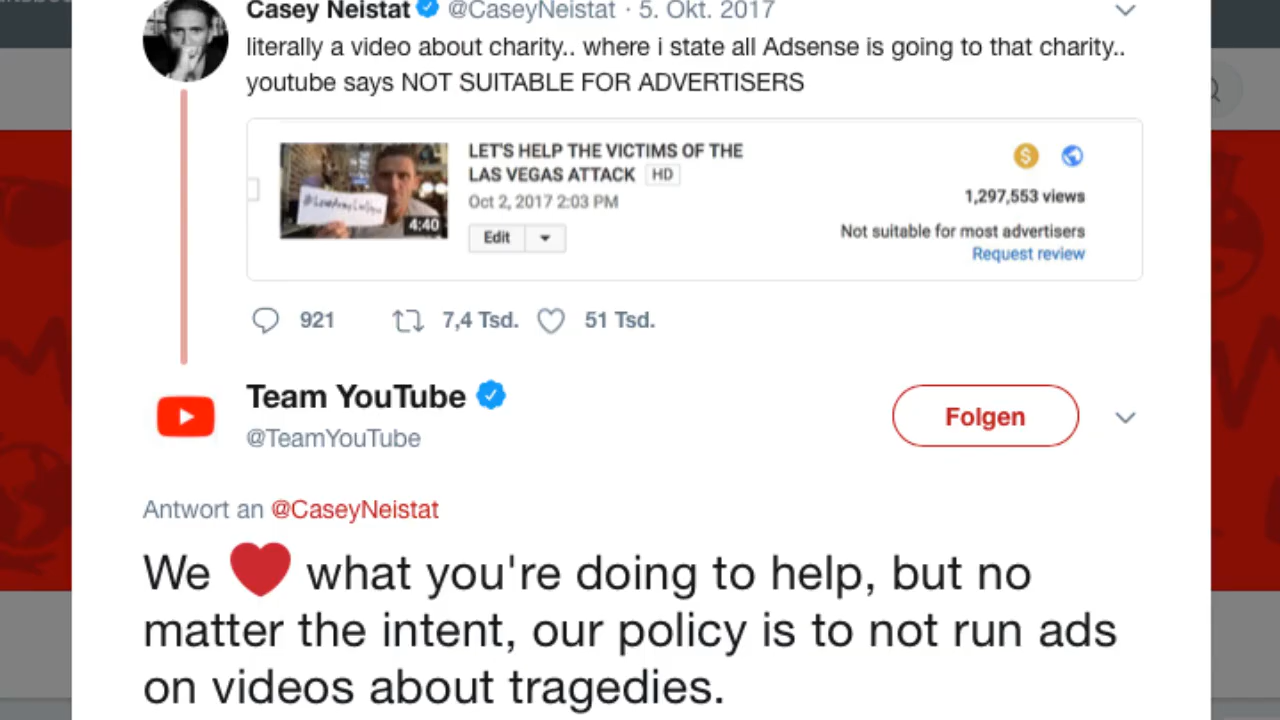 Casey Neistat @CaseyNeistat · 5. Okt. 2017
literally a video about charity.. where i state all Adsense is going to that charity..
youtube says NOT SUITABLE FOR ADVERTISERS
LET'S HELP THE VICTIMS OF THE
LAS VEGAS ATTACK HD
Oct 2, 2017 2:03 PM
4:40
Edit
$
1,297,553 views
Not suitable for most advertisers
Request review
921 7,4 Tsd. 51 Tsd.
Team YouTube
@TeamYouTube
Folgen
Antwort an @CaseyNeistat
We ❤ what you're doing to help, but no
matter the intent, our policy is to not run ads
on videos about tragedies.